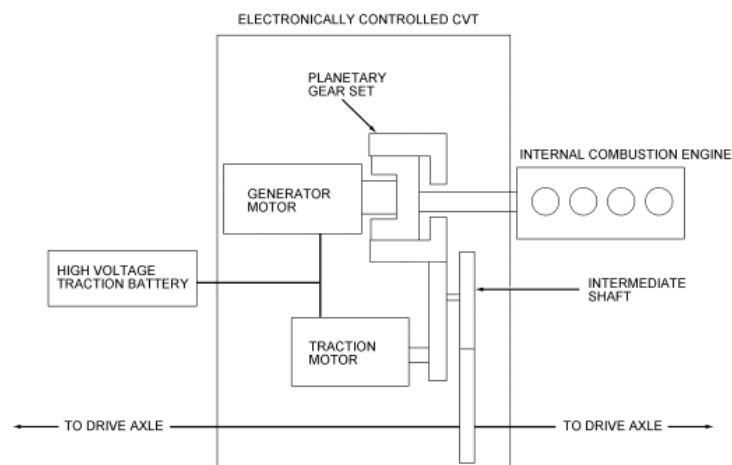 ELECTRONICALLY CONTROLLED CVT
PLANETARY
GEAR SET
INTERNAL COMBUSTION ENGINE
GENERATOR
MOTOR
HIGH VOLTAGE
TRACTION BATTERY
INTERMEDIATE
SHAFT
TRACTION
MOTOR
TO DRIVE AXLE
TO DRIVE AXLE